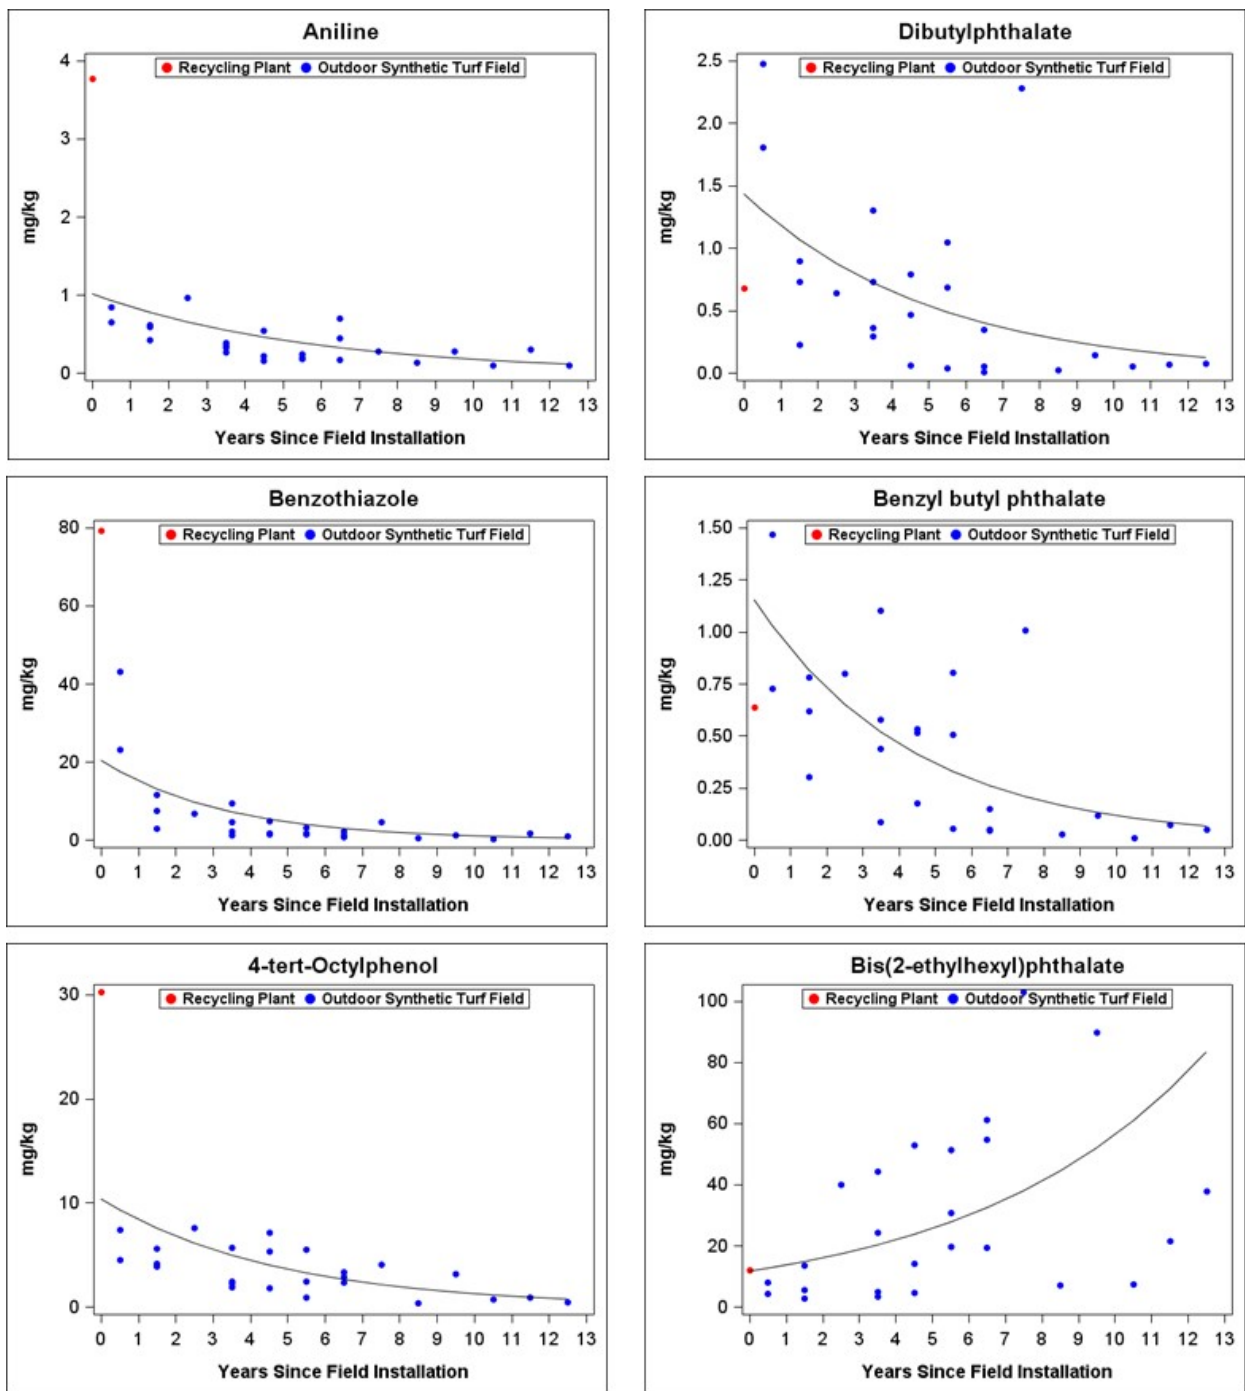 Aniline
Recycling Plant Outdoor Synthetic Turf Field
mg/kg
4
3
2
1
0
0 1 2 3 4 5 6 7 8 9 10 11 12 13
Years Since Field Installation
Dibutylphthalate
Recycling Plant Outdoor Synthetic Turf Field
mg/kg
2.5
2.0
1.5
1.0
0.5
0.0
0 1 2 3 4 5 6 7 8 9 10 11 12 13
Years Since Field Installation
Benzothiazole
Recycling Plant Outdoor Synthetic Turf Field
mg/kg
80
60
40
20
0
0 1 2 3 4 5 6 7 8 9 10 11 12 13
Years Since Field Installation
Benzyl butyl phthalate
Recycling Plant Outdoor Synthetic Turf Field
mg/kg
1.50
1.25
1.00
0.75
0.50
0.25
0.00
0 1 2 3 4 5 6 7 8 9 10 11 12 13
Years Since Field Installation
4-tert-Octylphenol
Recycling Plant Outdoor Synthetic Turf Field
mg/kg
30
20
10
0
0 1 2 3 4 5 6 7 8 9 10 11 12 13
Years Since Field Installation
Bis(2-ethylhexyl)phthalate
Recycling Plant Outdoor Synthetic Turf Field
mg/kg
100
80
60
40
20
0
0 1 2 3 4 5 6 7 8 9 10 11 12 13
Years Since Field Installation